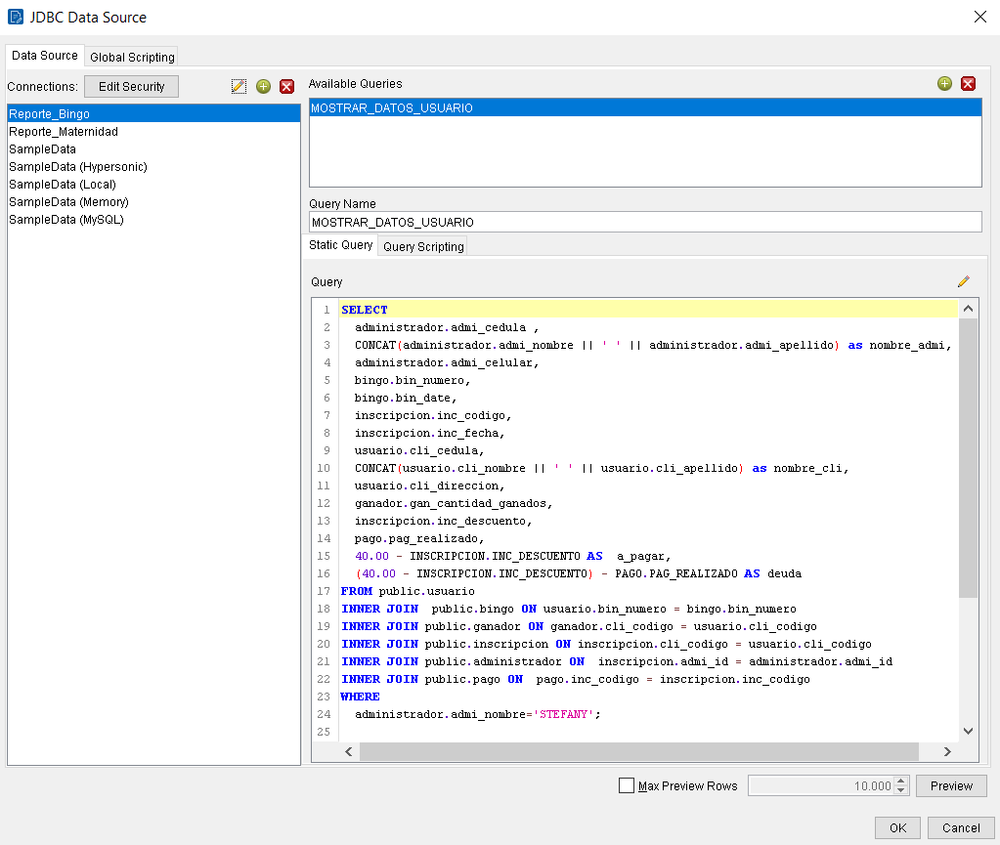 JDBC Data Source
Data Source
Global Scripting
Connections:
Edit Security
Reporte_Bingo
Reporte_Maternidad
SampleData
SampleData (Hypersonic)
SampleData (Local)
SampleData (Memory)
SampleData (MySQL)
Available Queries
MOSTRAR_DATOS_USUARIO
Query Name
MOSTRAR_DATOS_USUARIO
Static Query
Query Scripting
Query
1 SELECT
2 administrador.admi_cedula ,
3 CONCAT(administrador.admi_nombre || ' ' || administrador.admi_apellido) as nombre_admi,
4 administrador.admi_celular,
5 bingo.bin_numero,
6 bingo.bin_date,
7 inscripcion.inc_codigo,
8 inscripcion.inc_fecha,
9 usuario.cli_cedula,
10 CONCAT(usuario.cli_nombre || ' ' || usuario.cli_apellido) as nombre_cli,
11 usuario.cli_direccion,
12 ganador.gan_cantidad_ganados,
13 inscripcion.inc_descuento,
14 pago.pag_realizado,
15 40.00 - INSCRIPCION.INC_DESCUENTO AS  a_pagar,
16 (40.00 - INSCRIPCION.INC_DESCUENTO) - PAGO.PAG_REALIZADO AS deuda
17 FROM public.usuario
18 INNER JOIN  public.bingo ON usuario.bin_numero = bingo.bin_numero
19 INNER JOIN public.ganador ON ganador.cli_codigo = usuario.cli_codigo
20 INNER JOIN public.inscripcion ON inscripcion.cli_codigo = usuario.cli_codigo
21 INNER JOIN public.administrador ON  inscripcion.admi_id = administrador.admi_id
22 INNER JOIN public.pago ON  pago.inc_codigo = inscripcion.inc_codigo
23 WHERE
24 administrador.admi_nombre='STEFANY';
25
Max Preview Rows
10.000
Preview
OK
Cancel